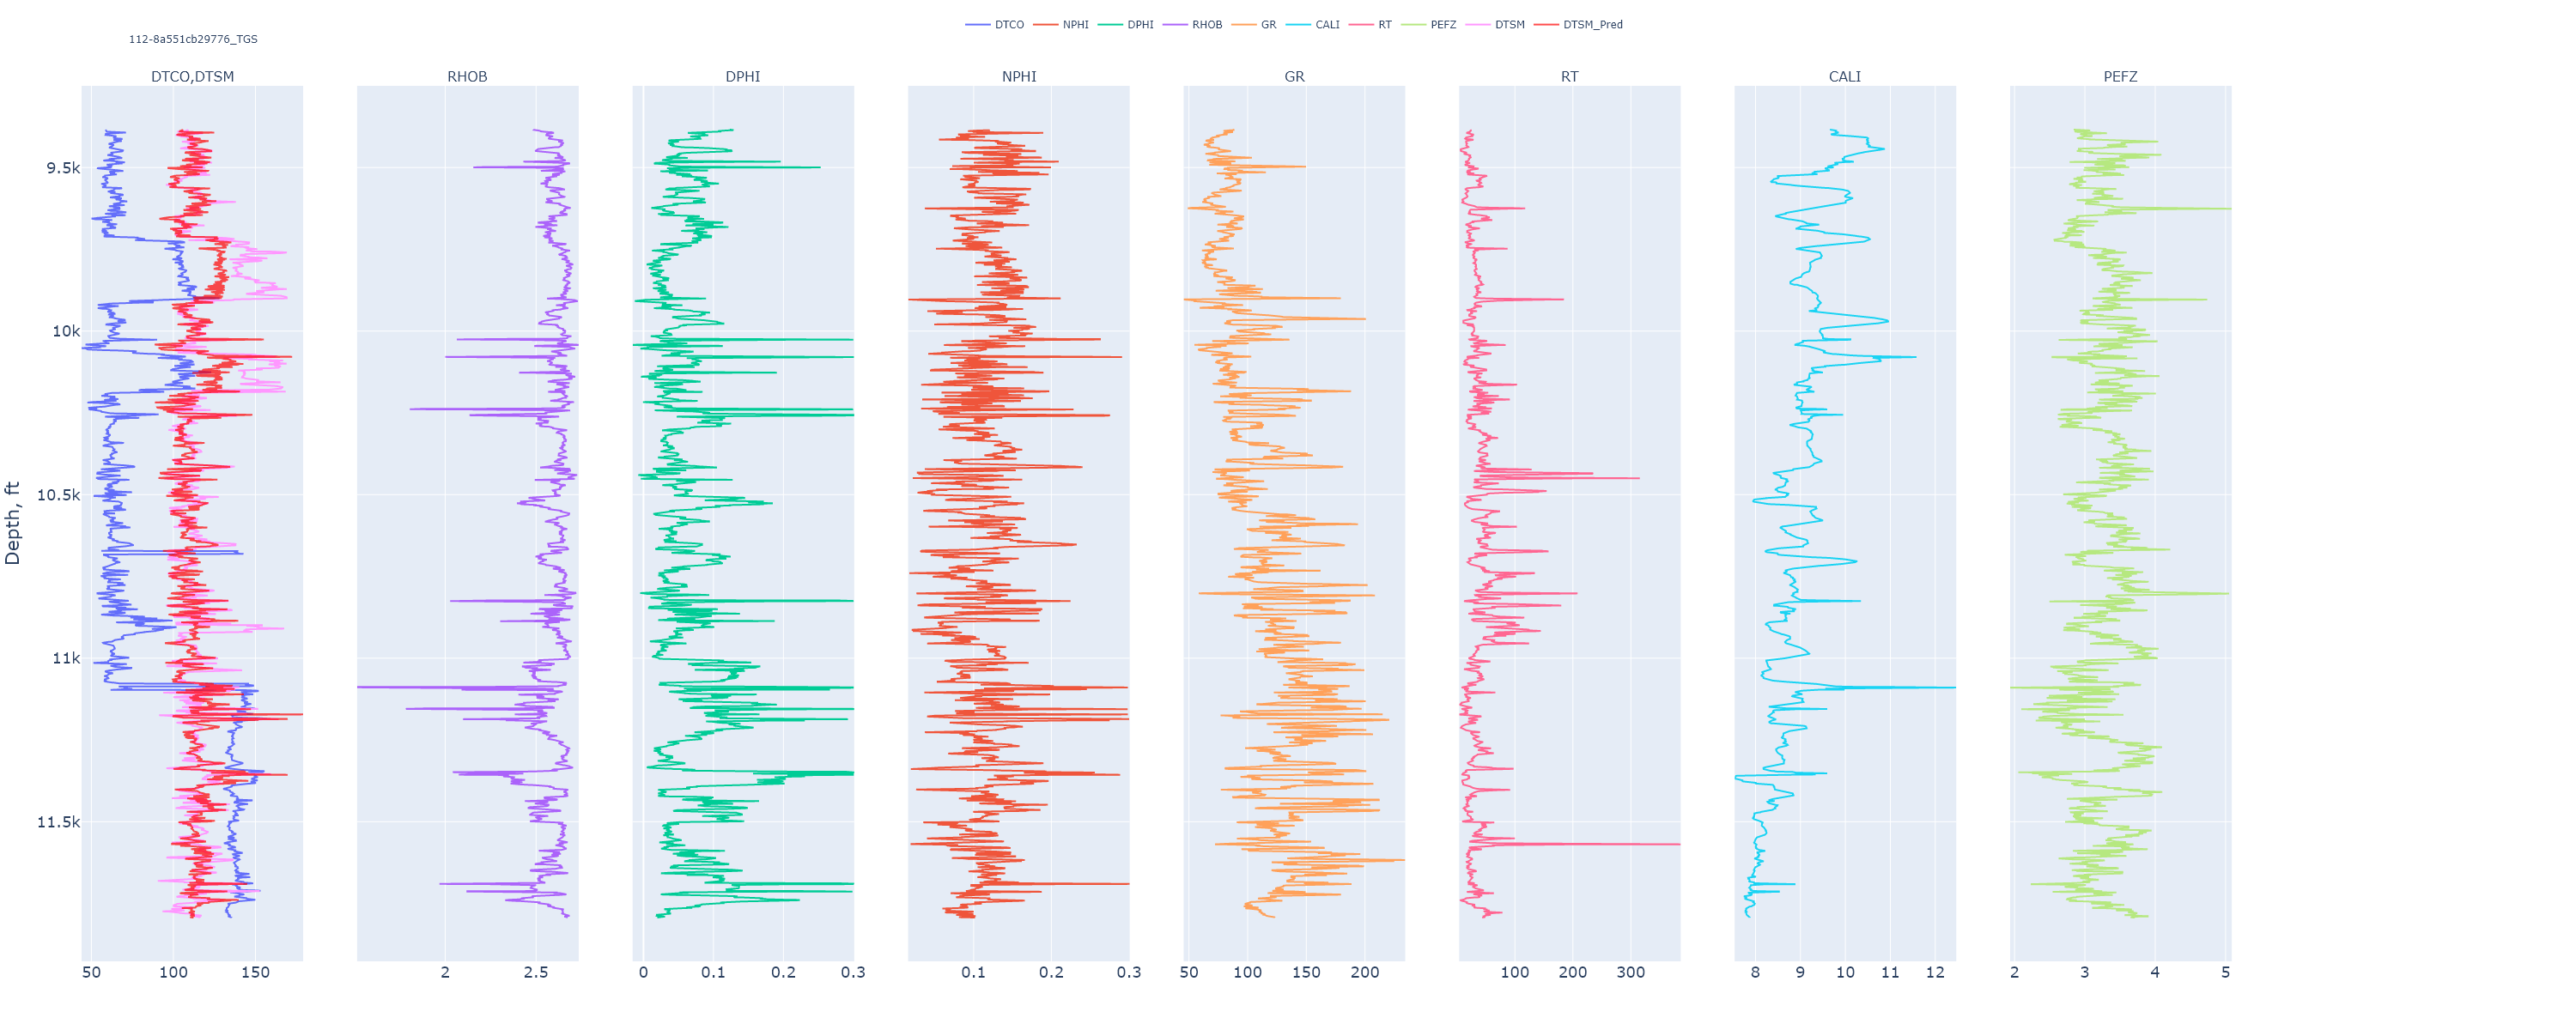 DTCO NPHI DPHI RHOB GR CALI RT PEFZ DTSM DTSM_Pred
112-8a551cb29776_TGS
DTCO,DTSM RHOB DPHI NPHI GR RT CALI PEFZ
9.5k
10k
10.5k
11k
11.5k
Depth, ft
50 100 150 2 2.5 0 0.1 0.2 0.3 0.1 0.2 0.3 50 100 150 200 100 200 300 8 9 10 11 12 2 3 4 5